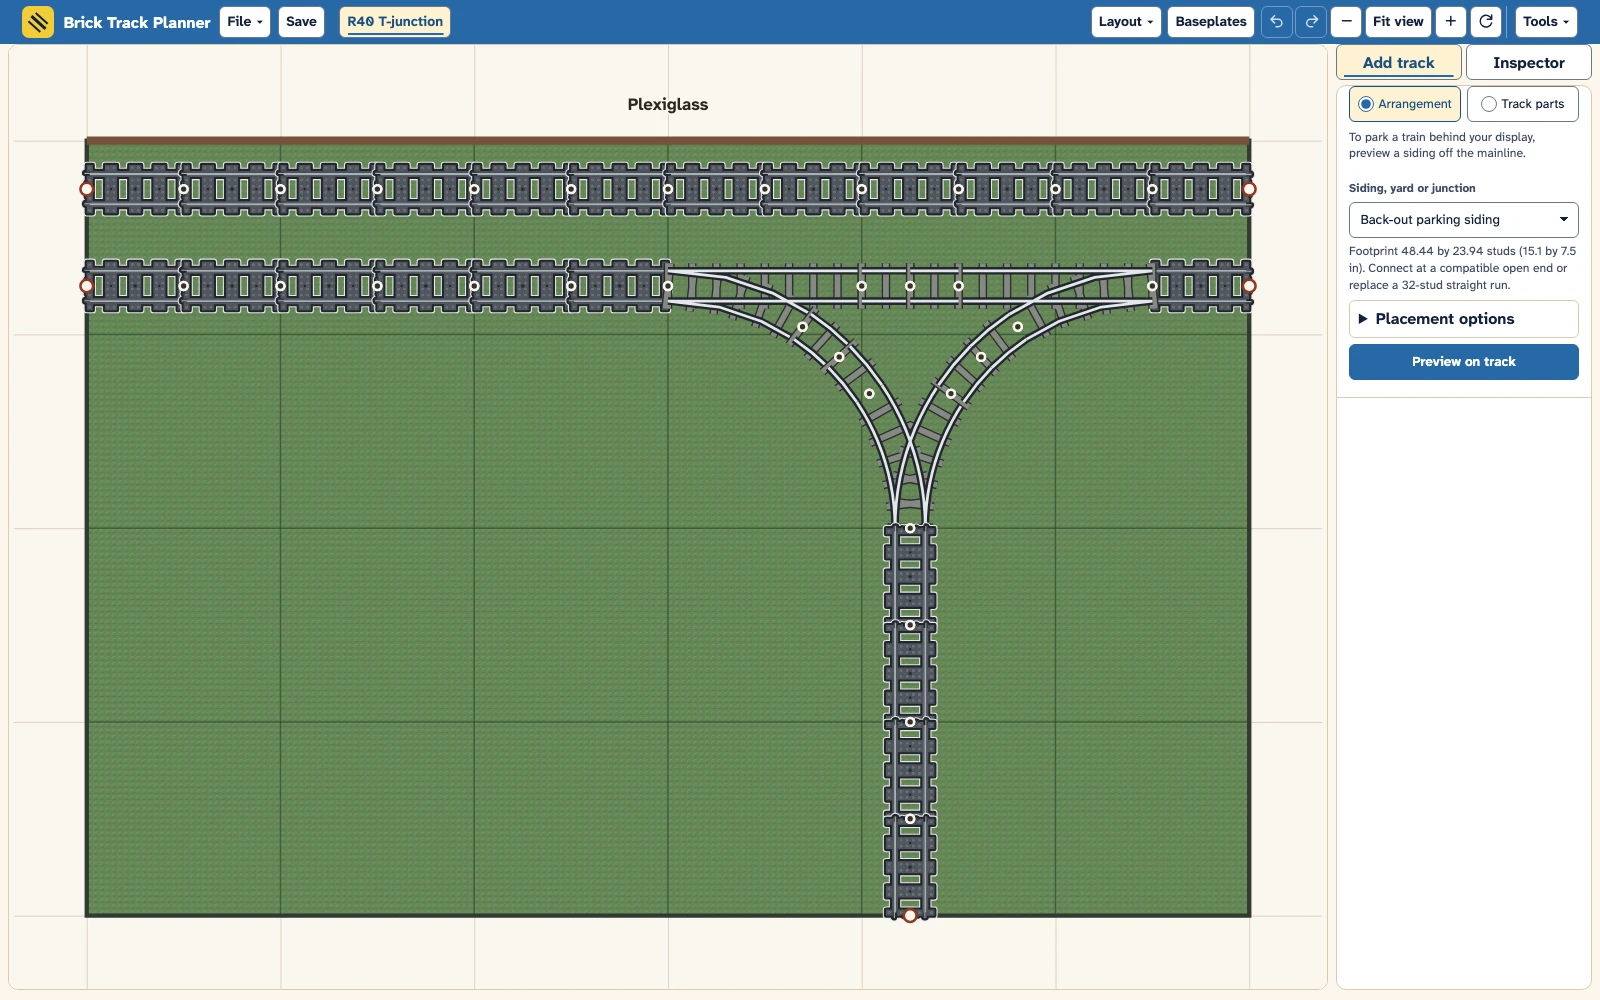 Brick Track Planner
File
Save
R40 T-junction
Layout
Baseplates
Fit view
Tools
Add track
Inspector
Arrangement
Track parts
To park a train behind your display,
preview a siding off the mainline.
Siding, yard or junction
Back-out parking siding
Footprint 48.44 by 23.94 studs (15.1 by 7.5
in). Connect at a compatible open end or
replace a 32-stud straight run.
Placement options
Preview on track
Plexiglass